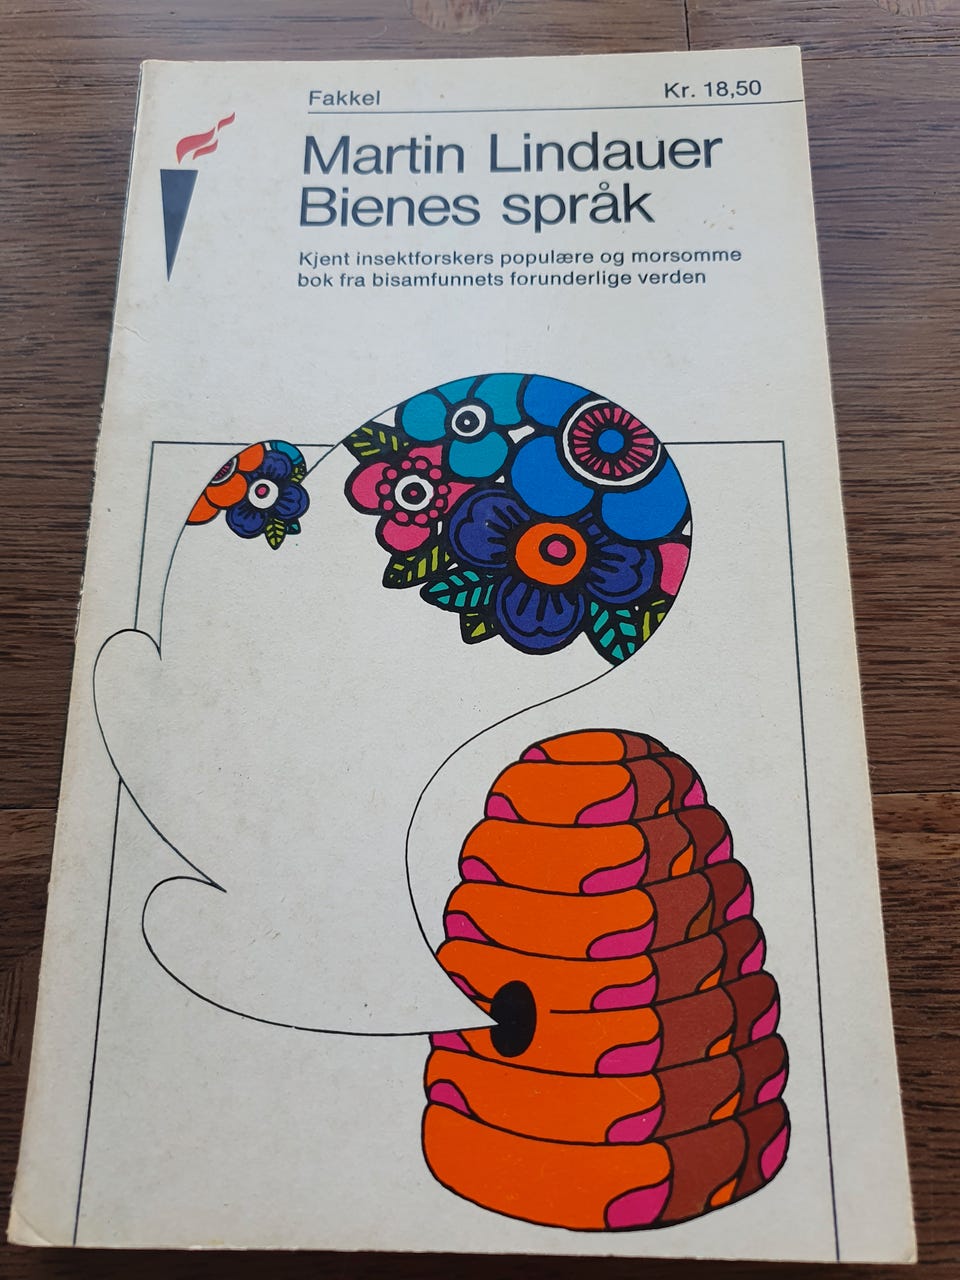 Fakkel
Kr. 18,50
Martin Lindauer
Bienes språk
Kjent insektforskers populære og morsomme
bok fra bisamfunnets forunderlige verden